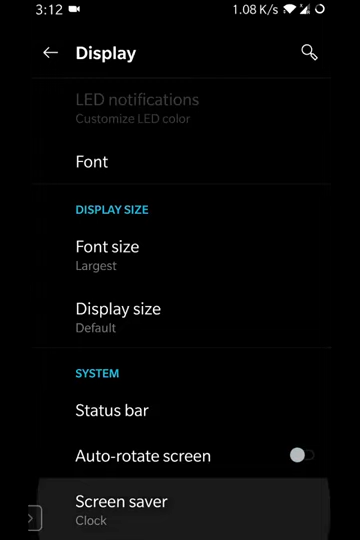 3:12
1.08 K/s
Display
LED notifications
Customize LED color
Font
DISPLAY SIZE
Font size
Largest
Display size
Default
SYSTEM
Status bar
Auto-rotate screen
Screen saver
Clock